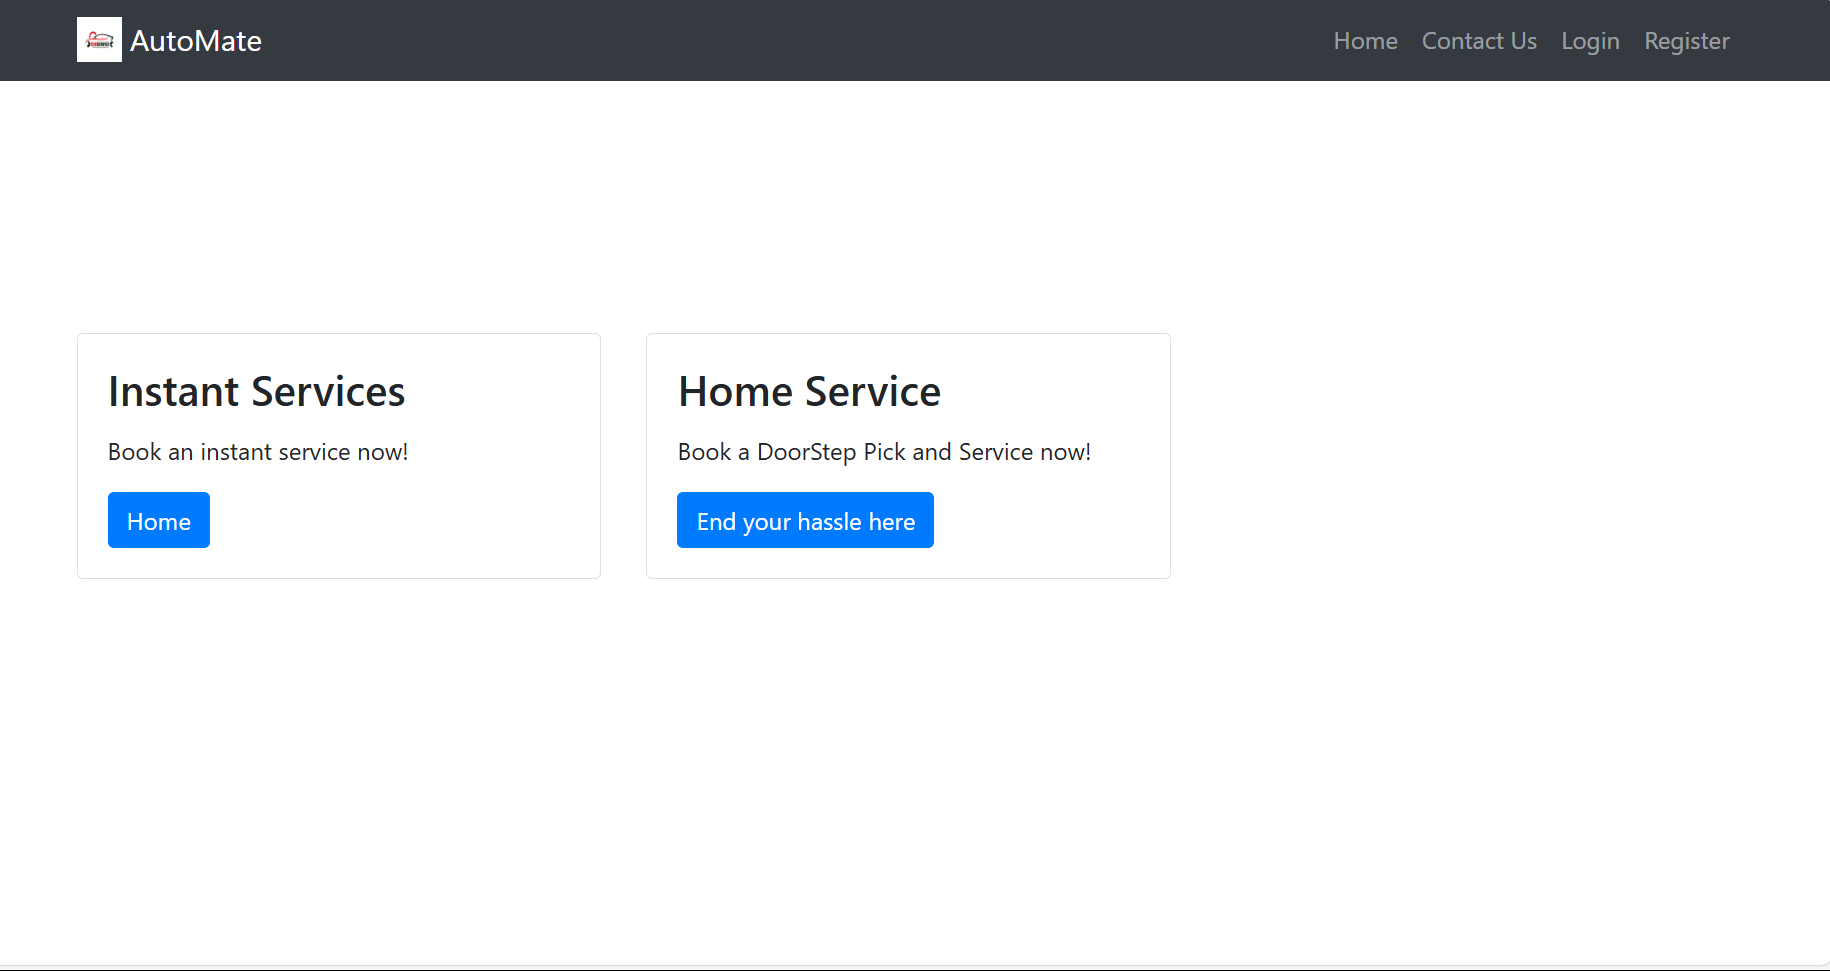 AutoMate
Home Contact Us Login Register
Instant Services
Book an instant service now!
Home
Home Service
Book a DoorStep Pick and Service now!
End your hassle here